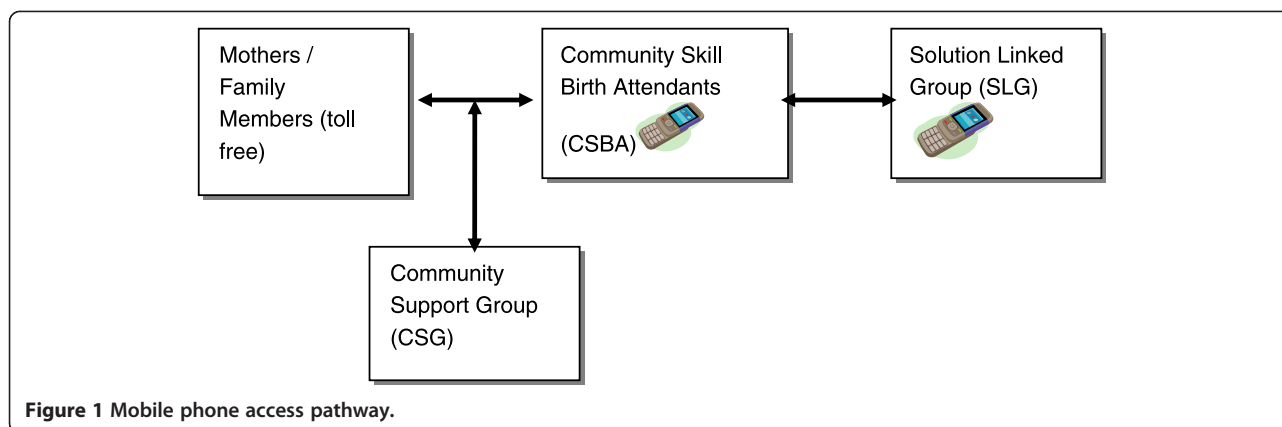 Mothers /
Family
Members (toll
free)
Community Skill
Birth Attendants
(CSBA)
Solution Linked
Group (SLG)
Community
Support Group
(CSG)
Figure 1 Mobile phone access pathway.